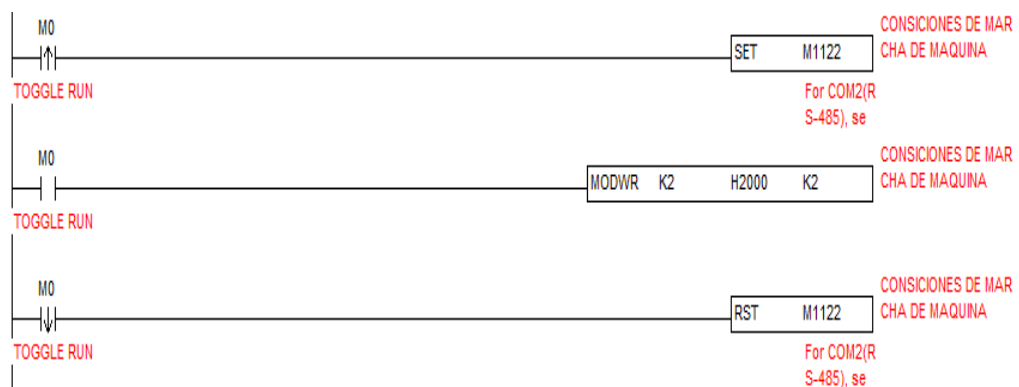 M0
SET M1122
CONSICIONES DE MAR
CHA DE MAQUINA
TOGGLE RUN
For COM2(R
S-485), se
M0
MODWR K2 H2000 K2
CONSICIONES DE MAR
CHA DE MAQUINA
TOGGLE RUN
M0
RST M1122
CONSICIONES DE MAR
CHA DE MAQUINA
TOGGLE RUN
For COM2(R
S-485), se